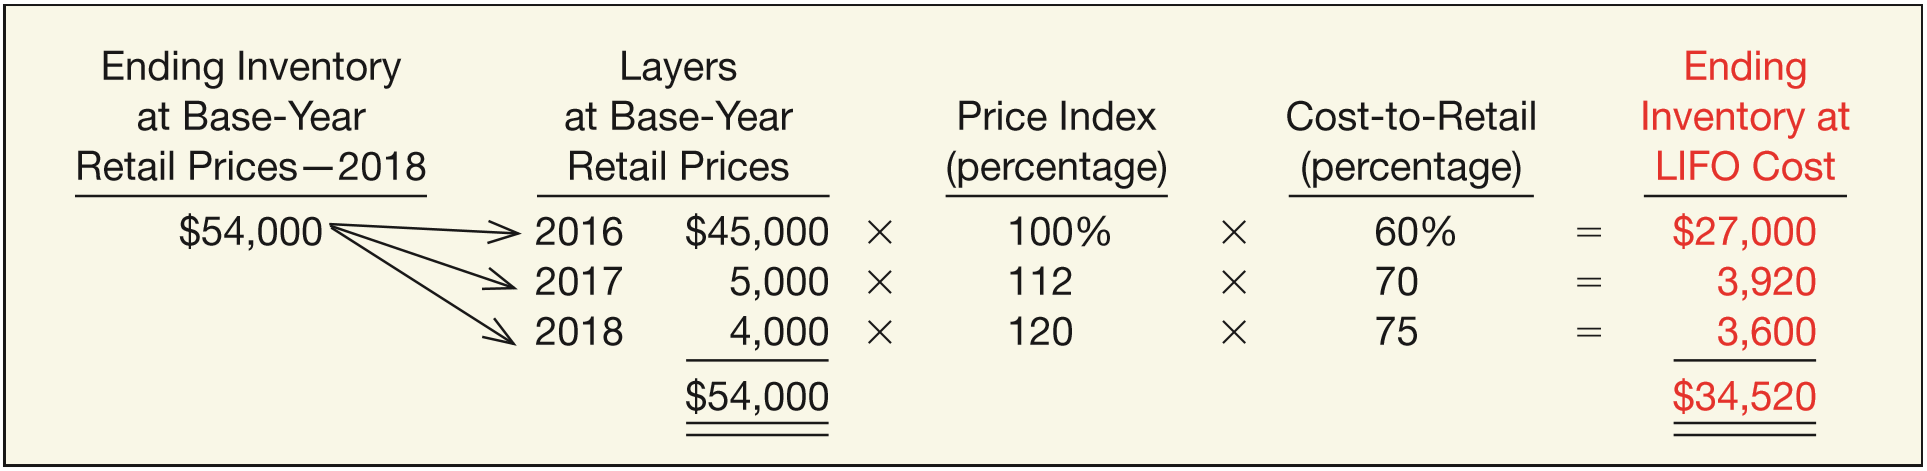 Ending Inventory Layers Ending
at Base-Year at Base-Year Price Index Cost-to-Retail Inventory at
Retail Prices—2018 Retail Prices (percentage) (percentage) LIFO Cost
$54,000 2016 $45,000 × 100% × 60% = $27,000
2017 5,000 × 112 × 70 = 3,920
2018 4,000 × 120 × 75 = 3,600
$54,000 $34,520